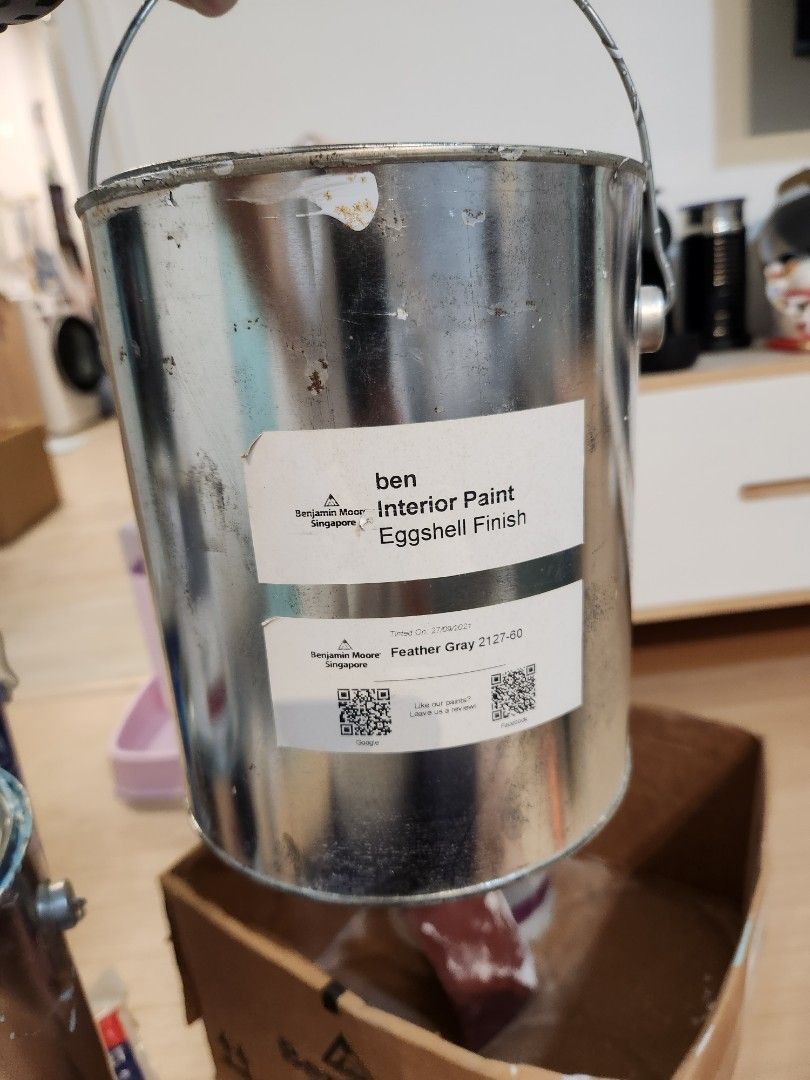 ben
Benjamin Moore
Singapore
Interior Paint
Eggshell Finish
Tinted On: 27/09/2021
Benjamin Moore
Singapore
Feather Gray 2127-60
Like our paints?
Leave us a review!
Google
Facebook